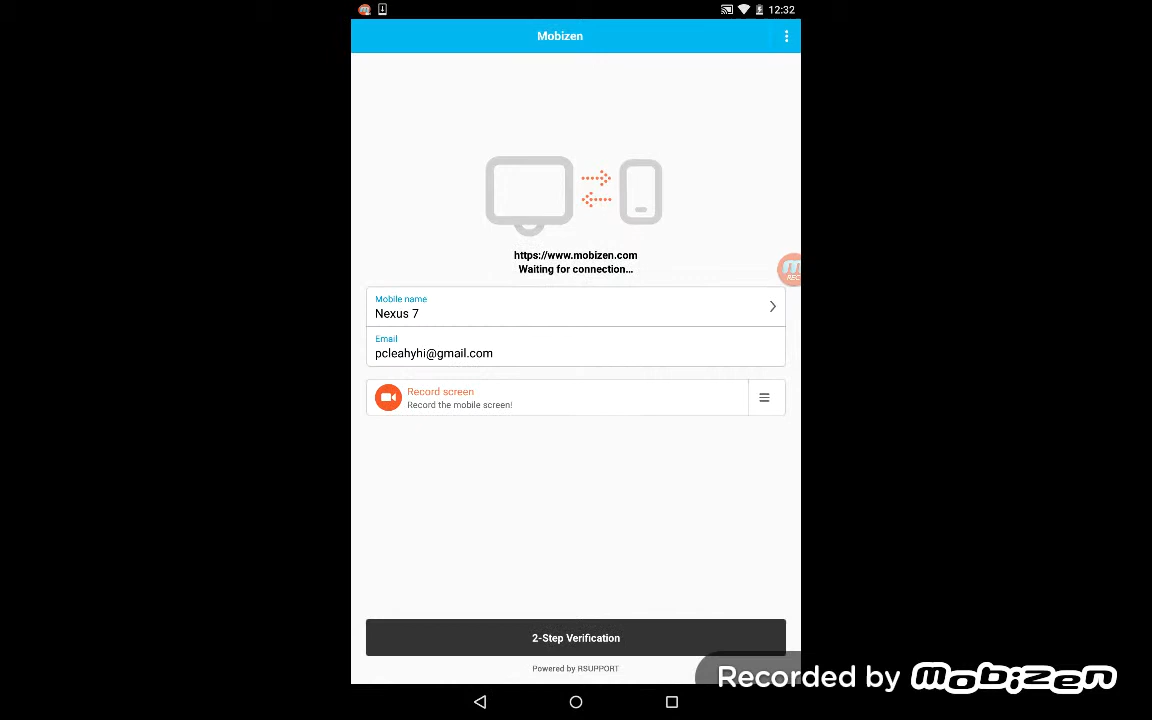 12:32
Mobizen
https://www.mobizen.com
Waiting for connection...
REC
Mobile name
Nexus 7
Email
pcleahyhi@gmail.com
Record screen
Record the mobile screen!
2-Step Verification
Powered by RSUPPORT
Recorded by mobizen